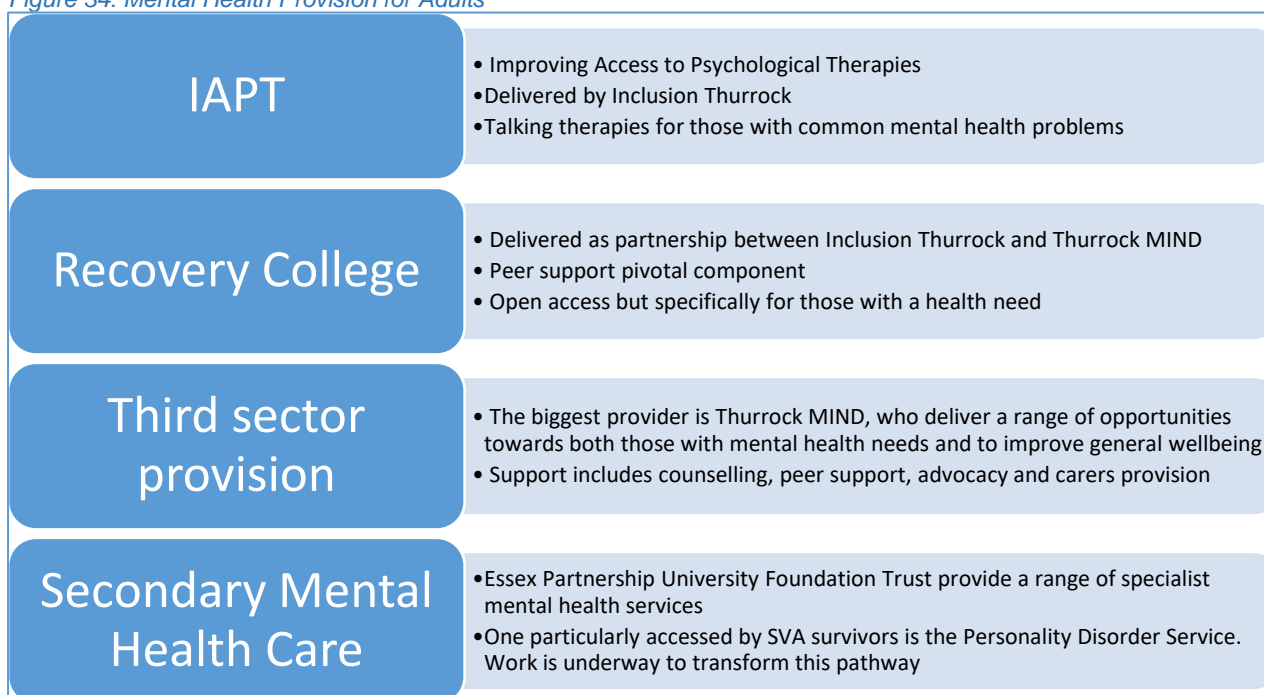 Figure 34: Mental Health Provision for Adults
IAPT
• Improving Access to Psychological Therapies
•Delivered by Inclusion Thurrock
•Talking therapies for those with common mental health problems
Recovery College
• Delivered as partnership between Inclusion Thurrock and Thurrock MIND
• Peer support pivotal component
• Open access but specifically for those with a health need
Third sector
provision
• The biggest provider is Thurrock MIND, who deliver a range of opportunities
towards both those with mental health needs and to improve general wellbeing
• Support includes counselling, peer support, advocacy and carers provision
Secondary Mental
Health Care
•Essex Partnership University Foundation Trust provide a range of specialist
mental health services
•One particularly accessed by SVA survivors is the Personality Disorder Service.
Work is underway to transform this pathway